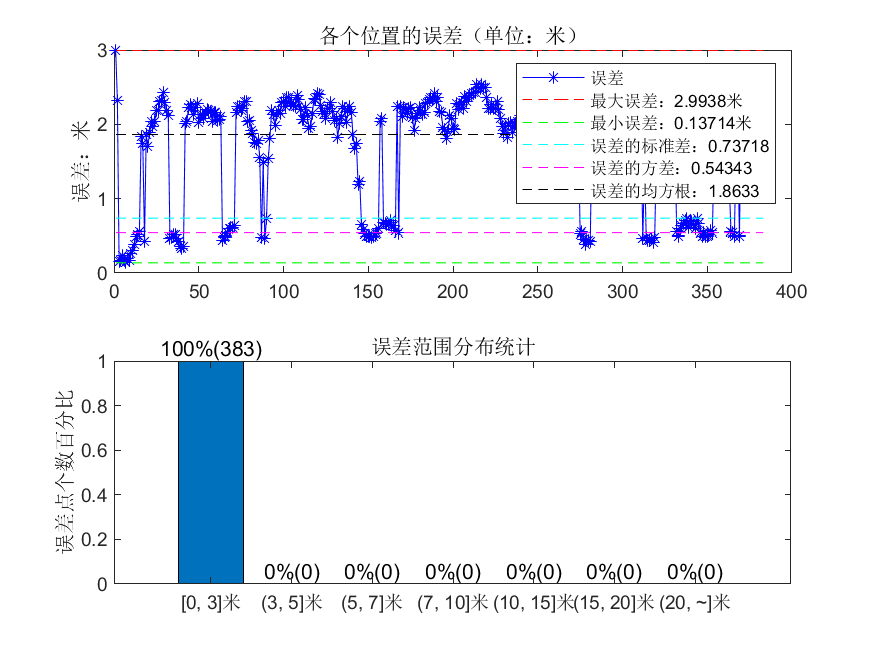 各个位置的误差（单位：米）
误差：米
3
2
1
0
0
50
100
150
200
250
300
350
400
误差
最大误差：2.9938米
最小误差：0.13714米
误差的标准差：0.73718
误差的方差：0.54343
误差的均方根：1.8633
误差范围分布统计
误差点个数百分比
1
0.8
0.6
0.4
0.2
0
100%(383)
0%(0)
0%(0)
0%(0)
0%(0)
0%(0)
0%(0)
[0, 3]米
(3, 5]米
(5, 7]米
(7, 10]米
(10, 15]米
(15, 20]米
(20, ~]米